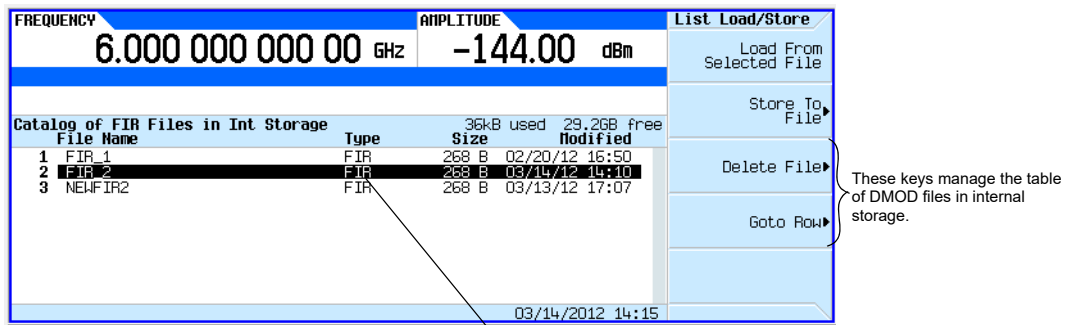 FREQUENCY AMPLITUDE List Load/Store
6.000 000 000 00 GHz -144.00 dBm
Load From
Selected File
Store To
File
Catalog of FIR Files in Int Storage 36kB used 29.2GB free
File Name Type Size Modified
1 FIR_1 FIR 268 B 02/20/12 16:50
2 FIR_2 FIR 268 B 03/14/12 14:10
3 NEWFIR2 FIR 268 B 03/13/12 17:07
Delete File
Goto Row
These keys manage the table
of DMOD files in internal
storage.
03/14/2012 14:15